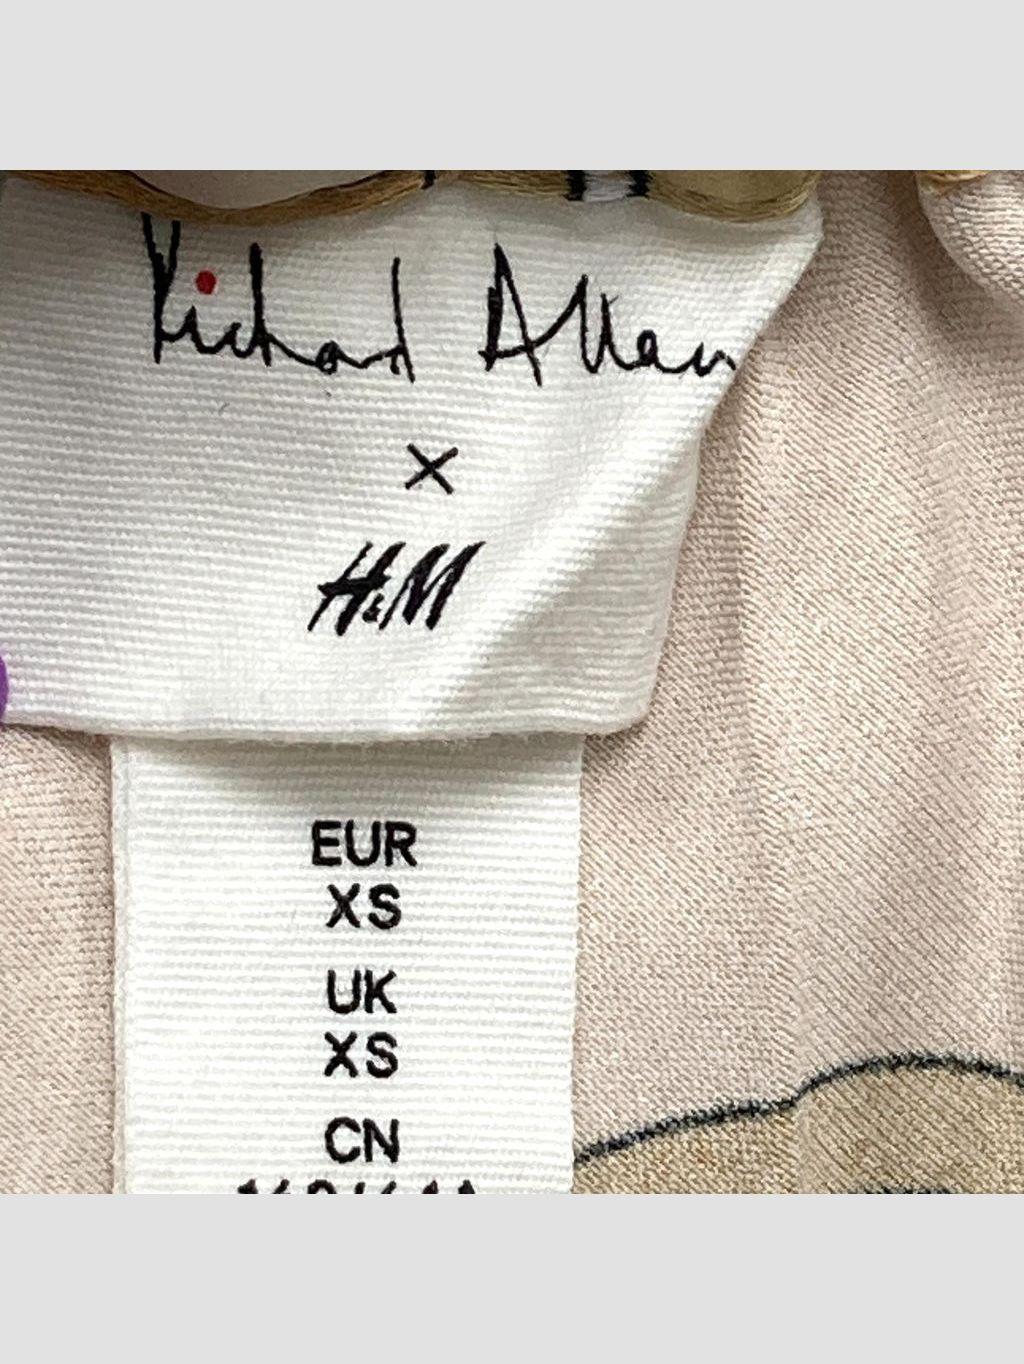 Richard Allan
×
H&M
EUR
XS
UK
XS
CN